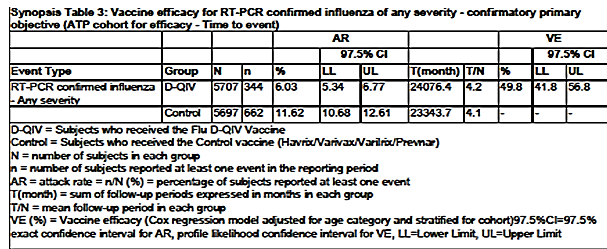 Synopsis Table 3: Vaccine efficacy for RT-PCR confirmed influenza of any severity - confirmatory primary
objective (ATP cohort for efficacy - Time to event)
AR VE
97.5% CI 97.5% CI
Event Type Group N n % LL UL T(month) T/N % LL UL
RT-PCR confirmed influenza D-QIV 5707 344 6.03 5.34 6.77 24076.4 4.2 49.8 41.8 56.8
- Any severity
Control 5697 662 11.62 10.68 12.61 23343.7 4.1 - - -
D-QIV = Subjects who received the Flu D-QIV Vaccine
Control = Subjects who received the Control vaccine (Havrix/Varivax/Varilrix/Prevnar)
N = number of subjects in each group
n = number of subjects reported at least one event in the reporting period
AR = attack rate = n/N (%) = percentage of subjects reported at least one event
T(month) = sum of follow-up periods expressed in months in each group
T/N = mean follow-up period in each group
VE (%) = Vaccine efficacy (Cox regression model adjusted for age category and stratified for cohort)97.5%CI=97.5%
exact confidence interval for AR, profile likelihood confidence interval for VE, LL=Lower Limit, UL=Upper Limit